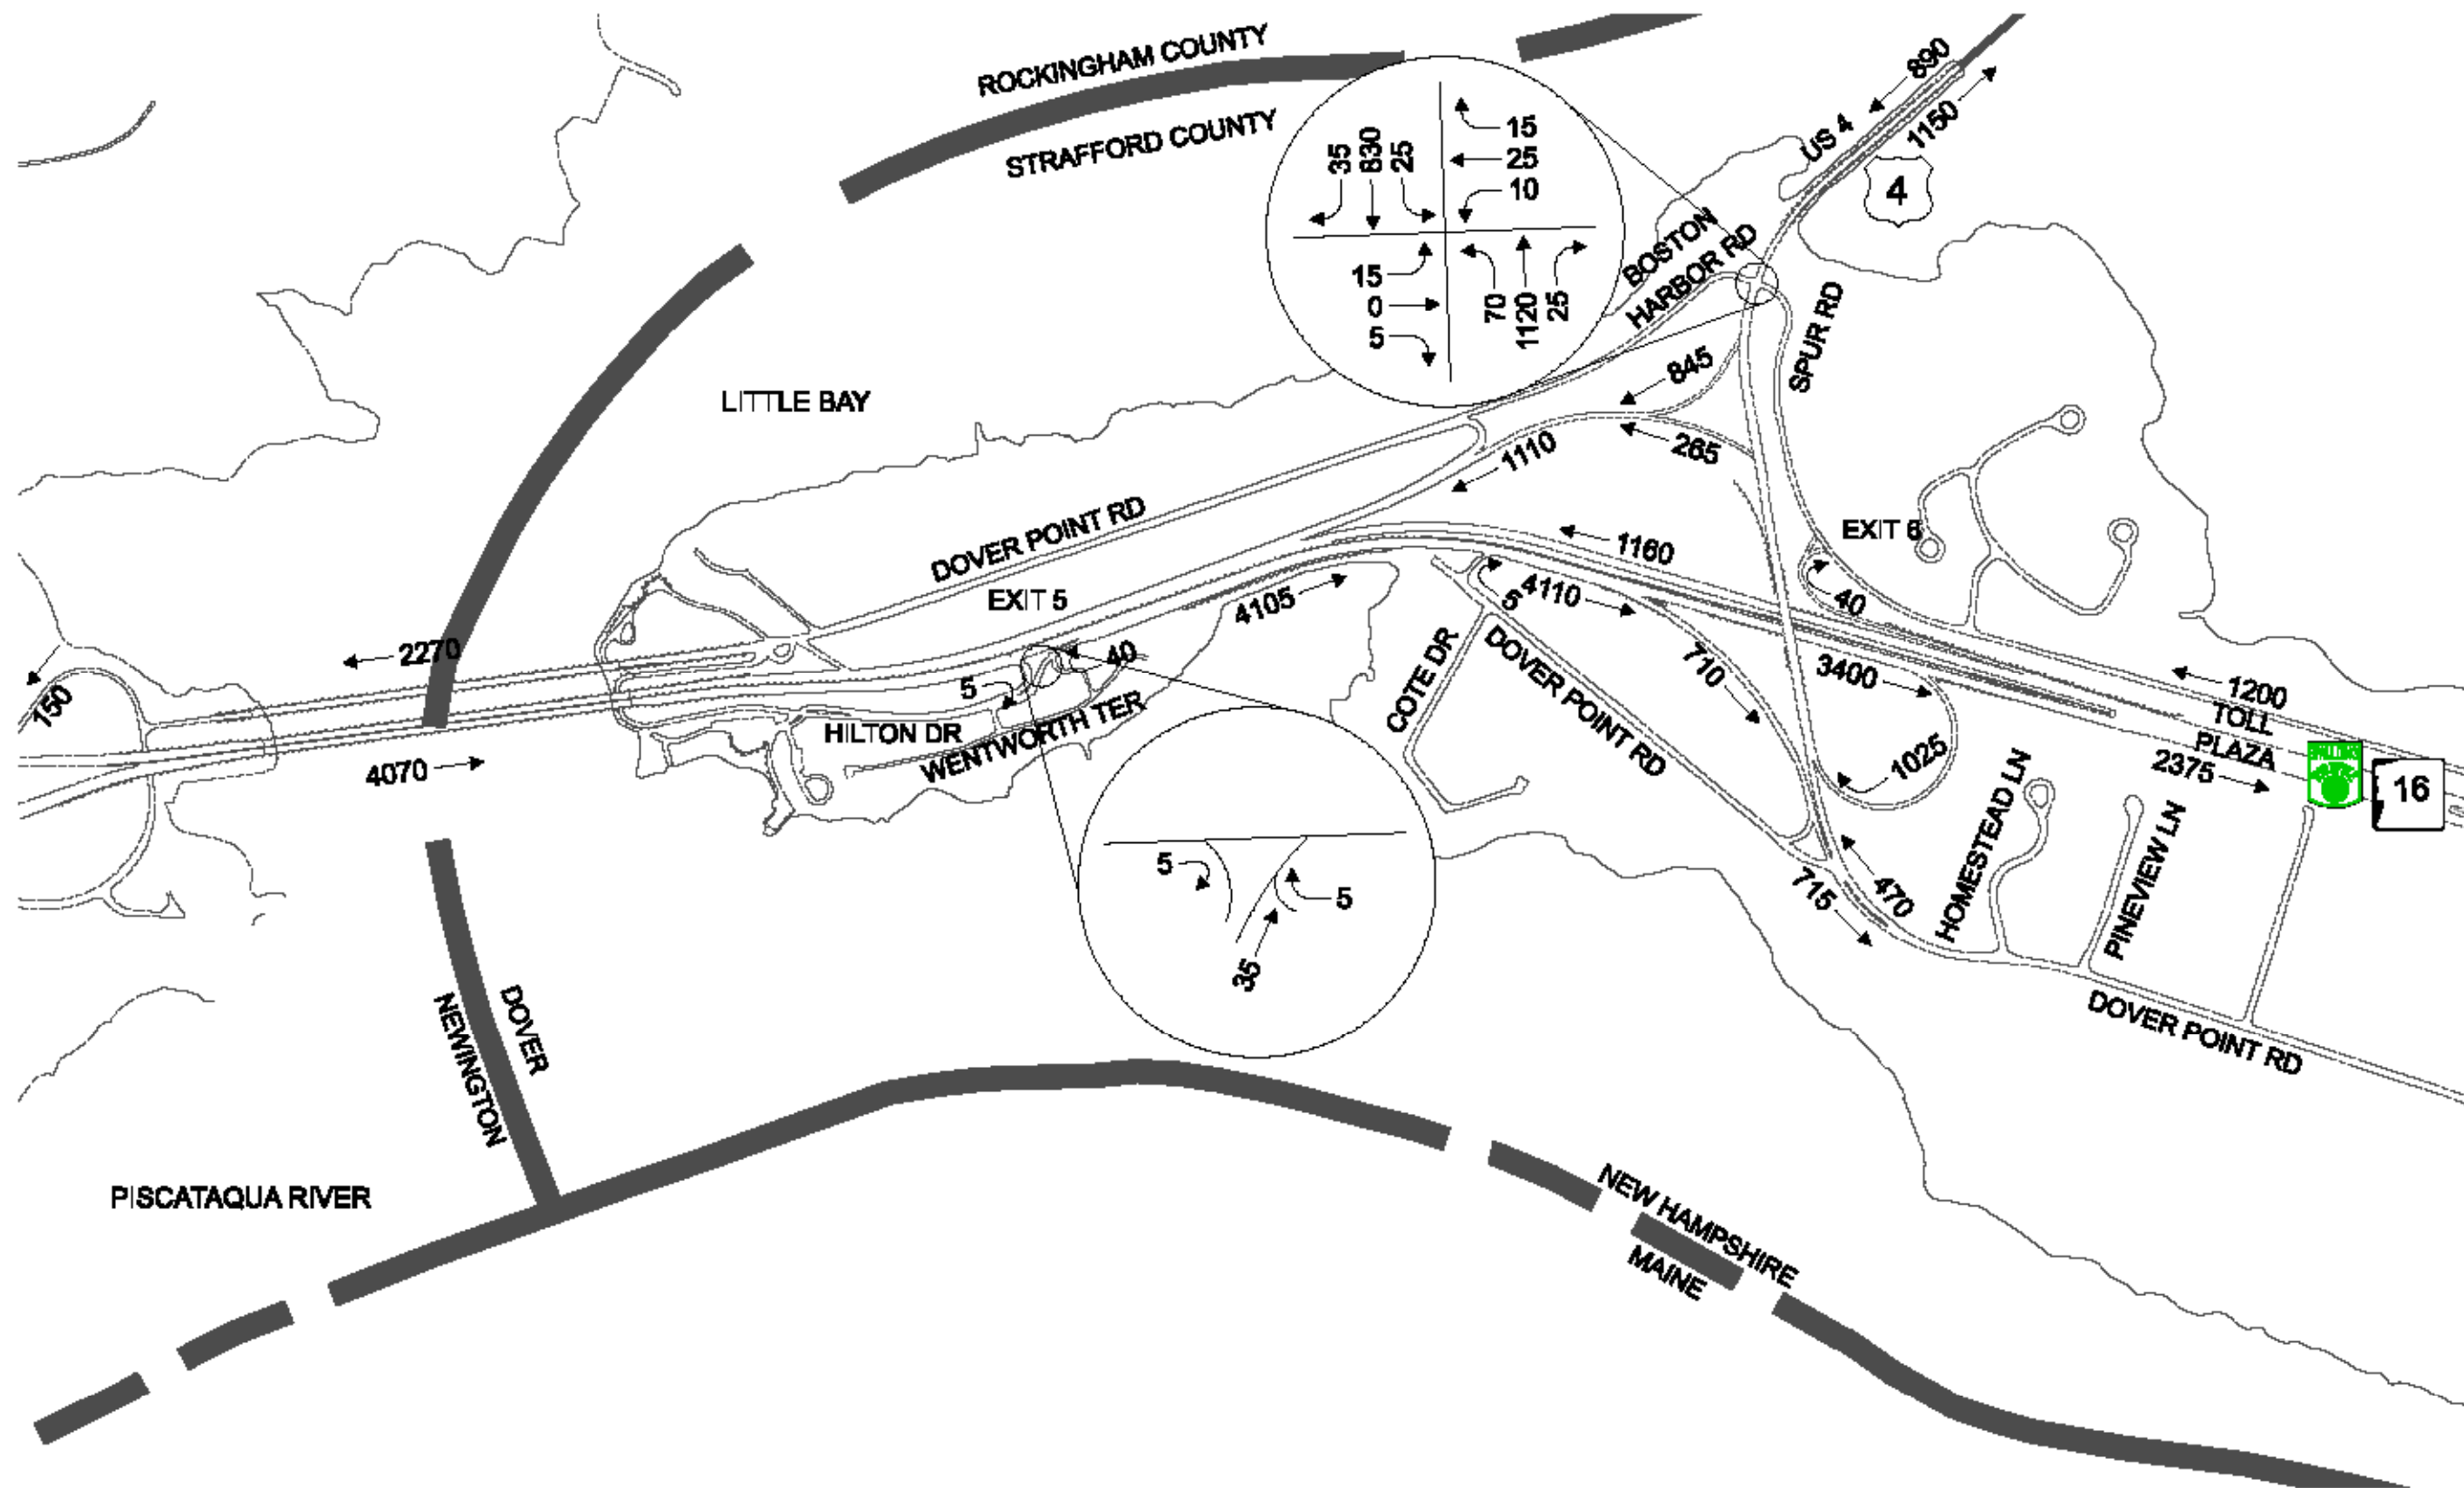 ROCKINGHAM COUNTY
STRAFFORD COUNTY
890
1150
US 4
4
35
830
25
15
25
10
15
0
5
70
1120
25
BOSTON
HARBOR RD
SPUR RD
845
265
1110
LITTLE BAY
DOVER POINT RD
EXIT 5
EXIT 6
1160
40
4105
5
4110
710
3400
1025
1200
TOLL
PLAZA
2375
16
2270
150
4070
40
5
HILTON DR
WENTWORTH TER
COTE DR
DOVER POINT RD
HOMESTEAD LN
PINEVIEW LN
470
715
DOVER POINT RD
5
5
35
DOVER
NEWINGTON
PISCATAQUA RIVER
NEW HAMPSHIRE
MAINE